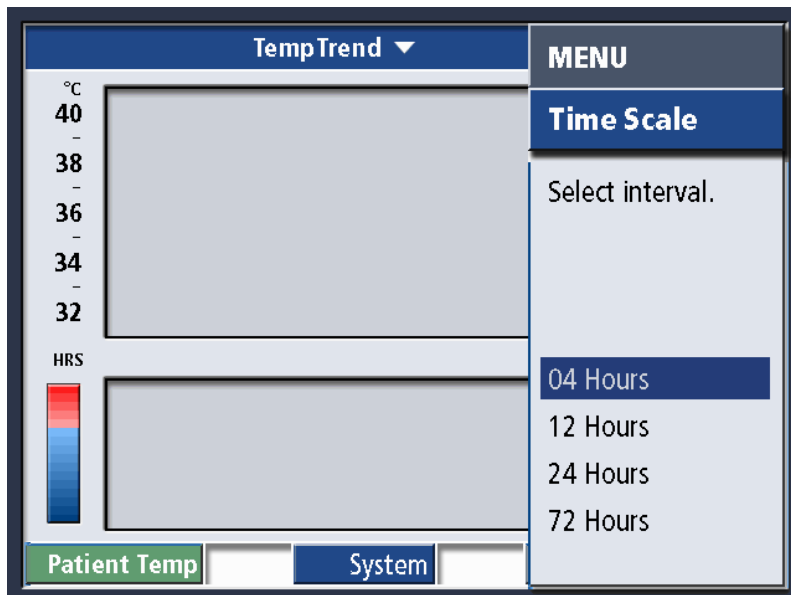 TempTrend ▼
MENU
Time Scale
Select interval.
04 Hours
12 Hours
24 Hours
72 Hours
°C
40
–
38
–
36
–
34
–
32
HRS
Patient Temp
System